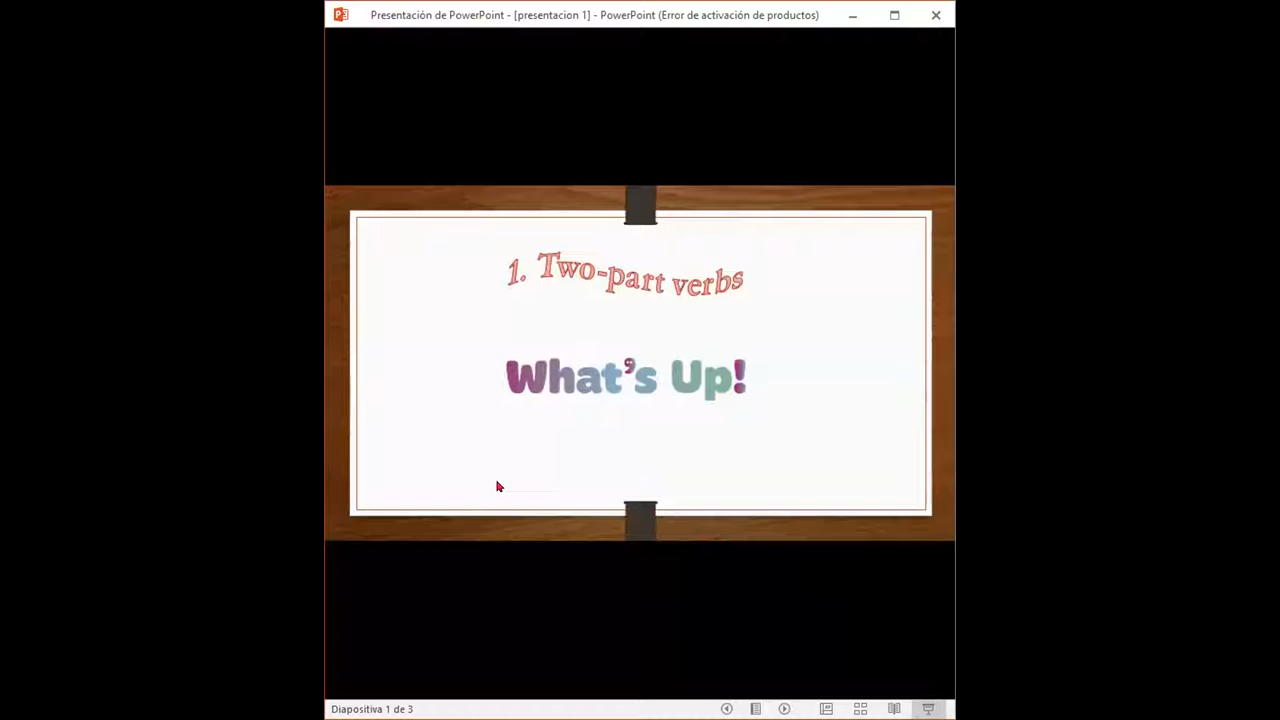 Presentación de PowerPoint - [presentacion 1] - PowerPoint (Error de activación de productos)
1. Two-part verbs
What's Up!
Diapositiva 1 de 3